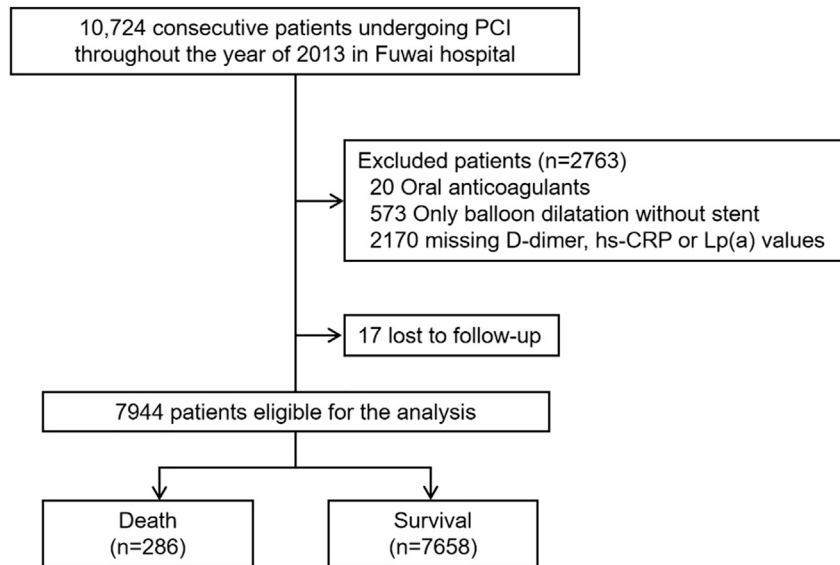 10,724 consecutive patients undergoing PCI
throughout the year of 2013 in Fuwai hospital
Excluded patients (n=2763)
20 Oral anticoagulants
573 Only balloon dilatation without stent
2170 missing D-dimer, hs-CRP or Lp(a) values
17 lost to follow-up
7944 patients eligible for the analysis
Death
(n=286)
Survival
(n=7658)